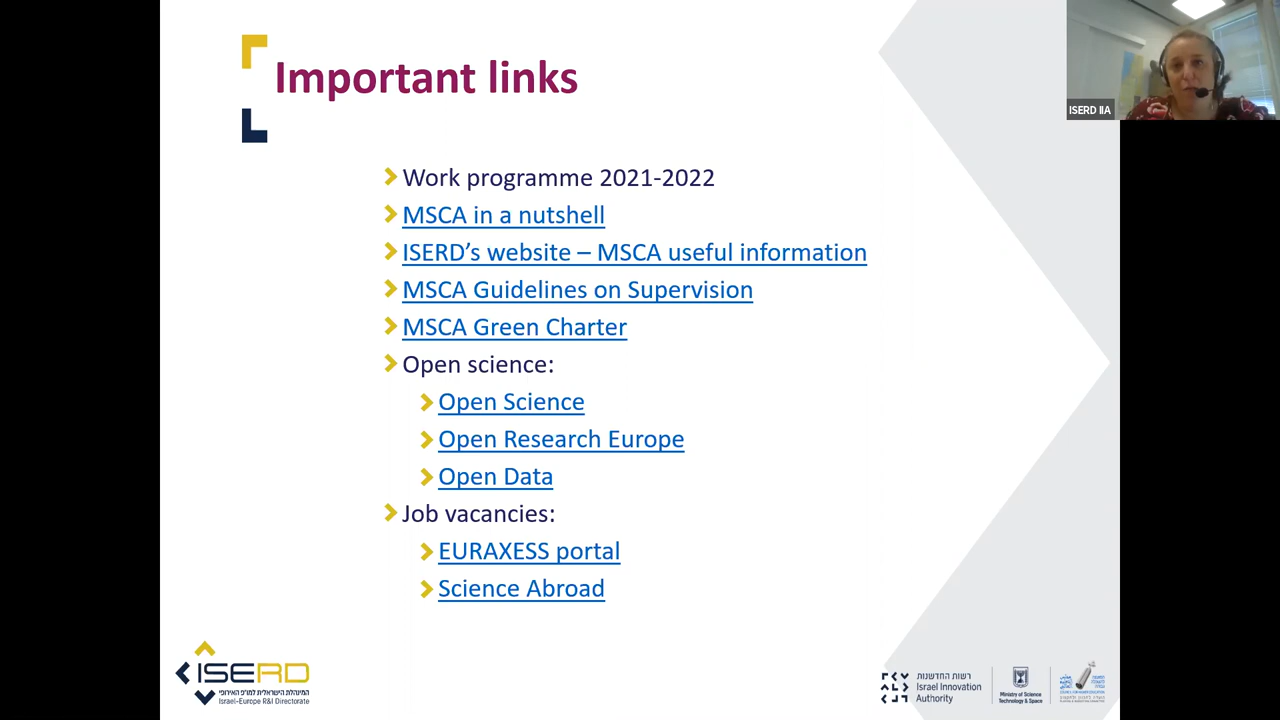 Important links
ISERD IIA
Work programme 2021-2022
MSCA in a nutshell
ISERD’s website – MSCA useful information
MSCA Guidelines on Supervision
MSCA Green Charter
Open science:
Open Science
Open Research Europe
Open Data
Job vacancies:
EURAXESS portal
Science Abroad
ISERD
המינהלת הישראלית למו״פ האירופי
Israel-Europe R&I Directorate
רשות החדשנות
Israel Innovation
Authority
Ministry of Science
Technology & Space